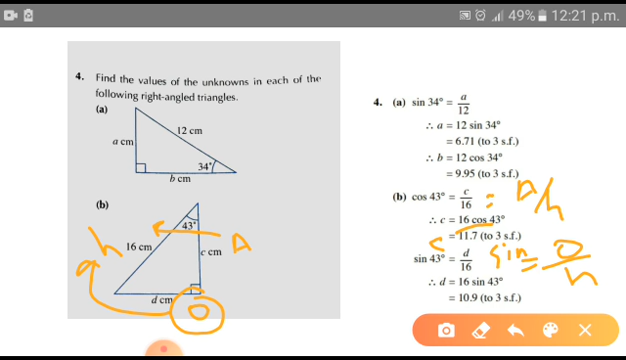 49% 12:21 p.m.
4. Find the values of the unknowns in each of the
following right-angled triangles.
(a)
12 cm
a cm
34°
b cm
(b)
43°
16 cm
c cm
d cm
h
A
O
4. (a) sin 34° = a/12
∴ a = 12 sin 34°
= 6.71 (to 3 s.f.)
∴ b = 12 cos 34°
= 9.95 (to 3 s.f.)
(b) cos 43° = c/16 = A/h
∴ c = 16 cos 43°
= 11.7 (to 3 s.f.)
sin 43° = d/16 sin = O/h
∴ d = 16 sin 43°
= 10.9 (to 3 s.f.)